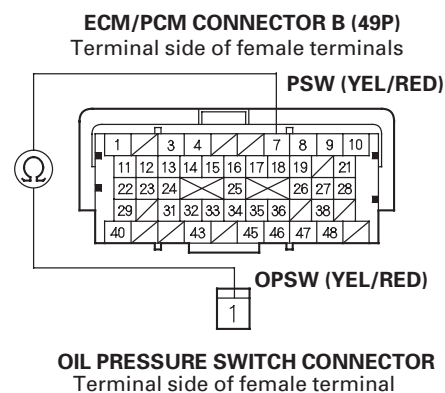 ECM/PCM CONNECTOR B (49P)
Terminal side of female terminals
PSW (YEL/RED)
1 3 4 7 8 9 10
Ω
11 12 13 14 15 16 17 18 19 21
22 23 24 25 26 27 28
29 31 32 33 34 35 36 38
40 43 45 46 47 48
OPSW (YEL/RED)
1
OIL PRESSURE SWITCH CONNECTOR
Terminal side of female terminal